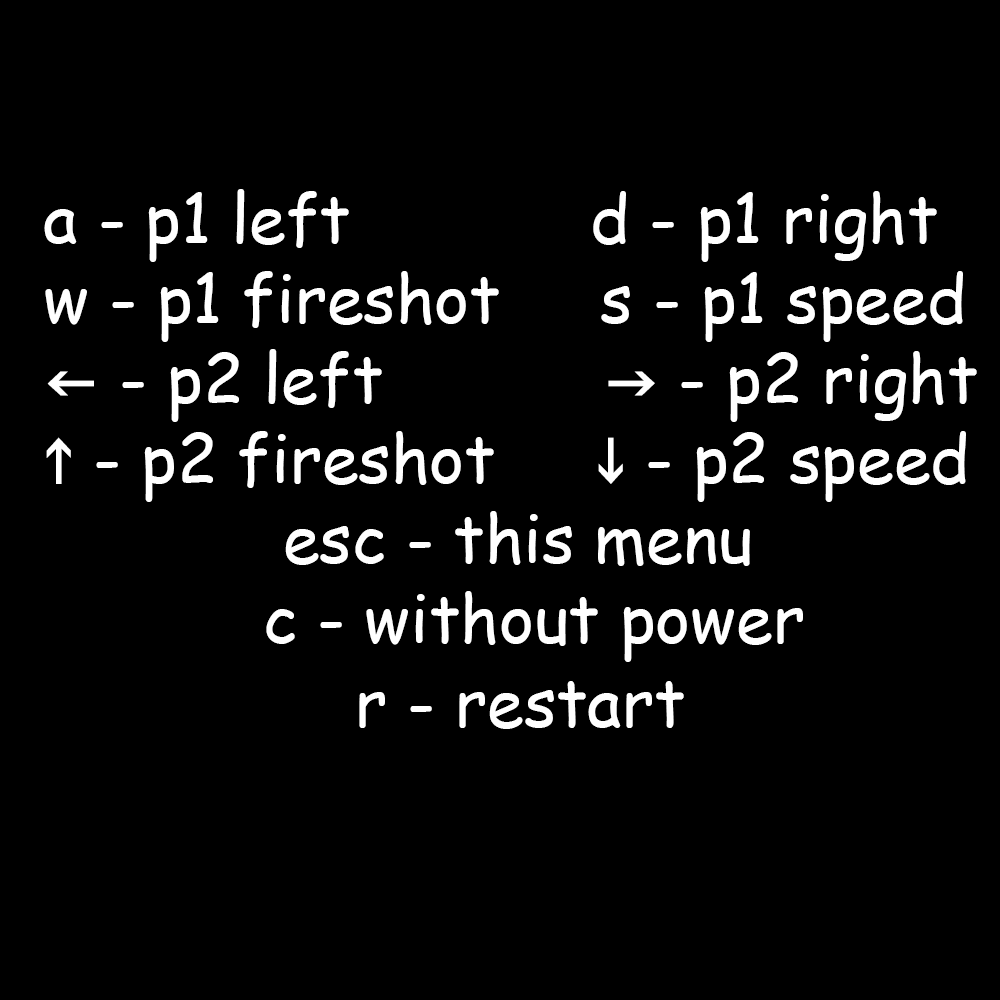 a - p1 left d - p1 right
w - p1 fireshot s - p1 speed
← - p2 left → - p2 right
↑ - p2 fireshot ↓ - p2 speed
esc - this menu
c - without power
r - restart